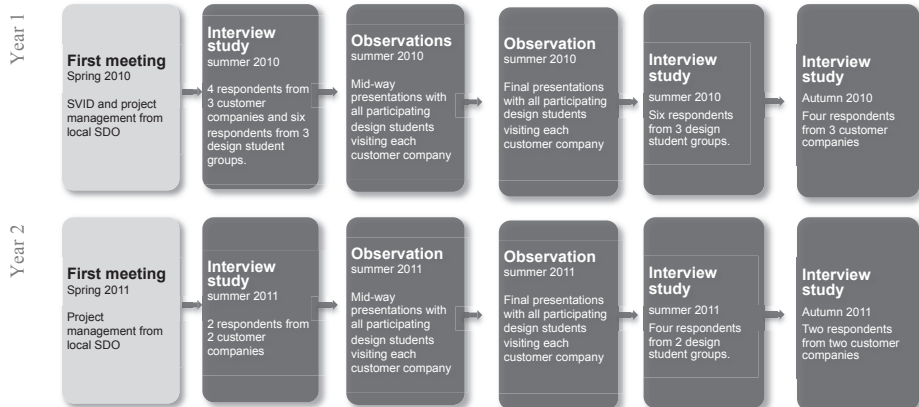 Year 1
First meeting
Spring 2010
SVID and project
management from
local SDO
Interview
study
summer 2010
4 respondents from
3 customer
companies and six
respondents from 3
design student
groups.
Observations
summer 2010
Mid-way
presentations with
all participating
design students
visiting each
customer company
Observation
summer 2010
Final presentations
with all participating
design students
visiting each
customer company
Interview
study
summer 2010
Six respondents
from 3 design
student groups.
Interview
study
Autumn 2010
Four respondents
from 3 customer
companies
Year 2
First meeting
Spring 2011
Project
management from
local SDO
Interview
study
summer 2011
2 respondents from
2 customer
companies
Observation
summer 2011
Mid-way
presentations with
all participating
design students
visiting each
customer company
Observation
summer 2011
Final presentations
with all participating
design students
visiting each
customer company
Interview
study
summer 2011
Four respondents
from 2 design
student groups.
Interview
study
Autumn 2011
Two respondents
from two customer
companies